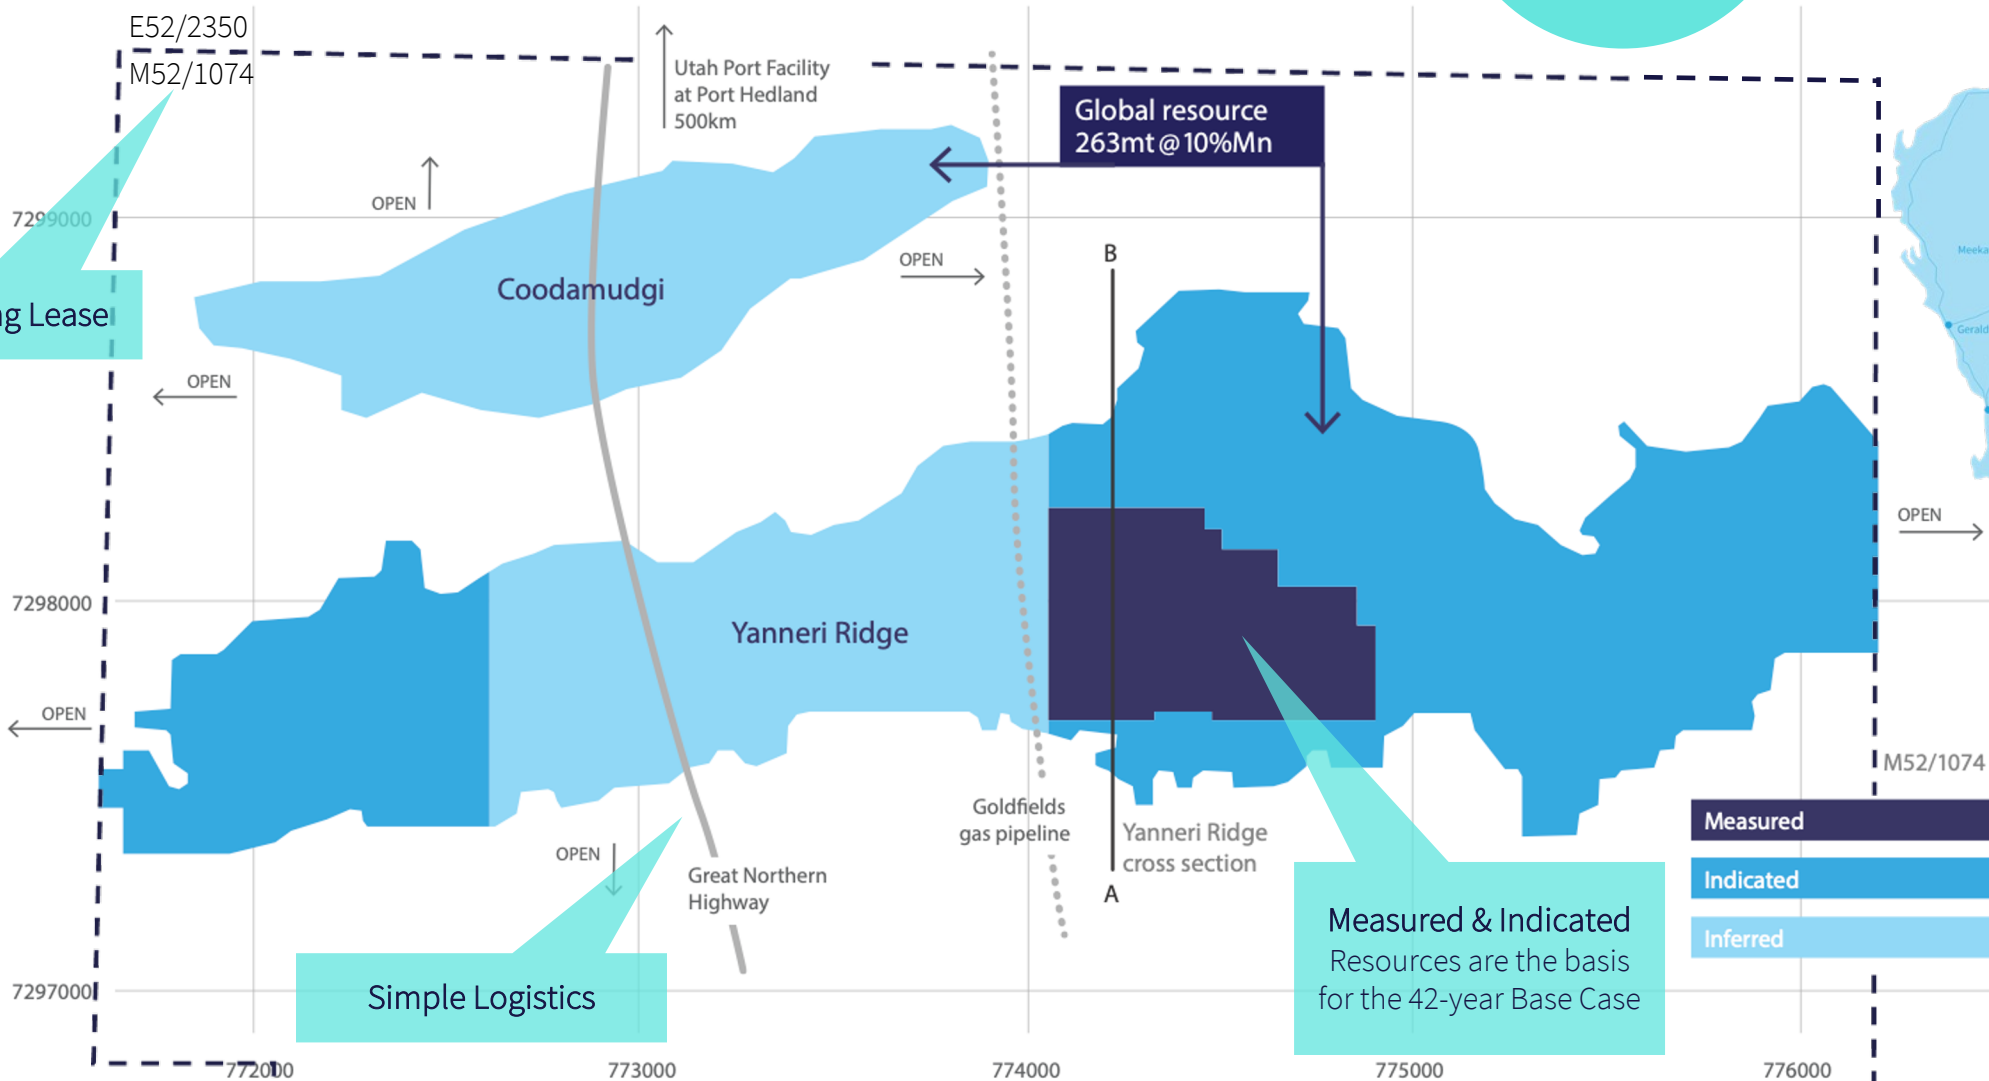 E52/2350
M52/1074
Utah Port Facility
at Port Hedland
500km
Global resource
263mt @ 10%Mn
OPEN
7299000
OPEN
B
Meeka
Coodamudgi
ng Lease
Gerald
OPEN
OPEN
7298000
Yanneri Ridge
OPEN
M52/1074
Goldfields
gas pipeline
Yanneri Ridge
cross section
Measured
OPEN
Great Northern
Highway
A
Indicated
Measured & Indicated
Resources are the basis
for the 42-year Base Case
Inferred
7297000
Simple Logistics
772000
773000
774000
775000
776000